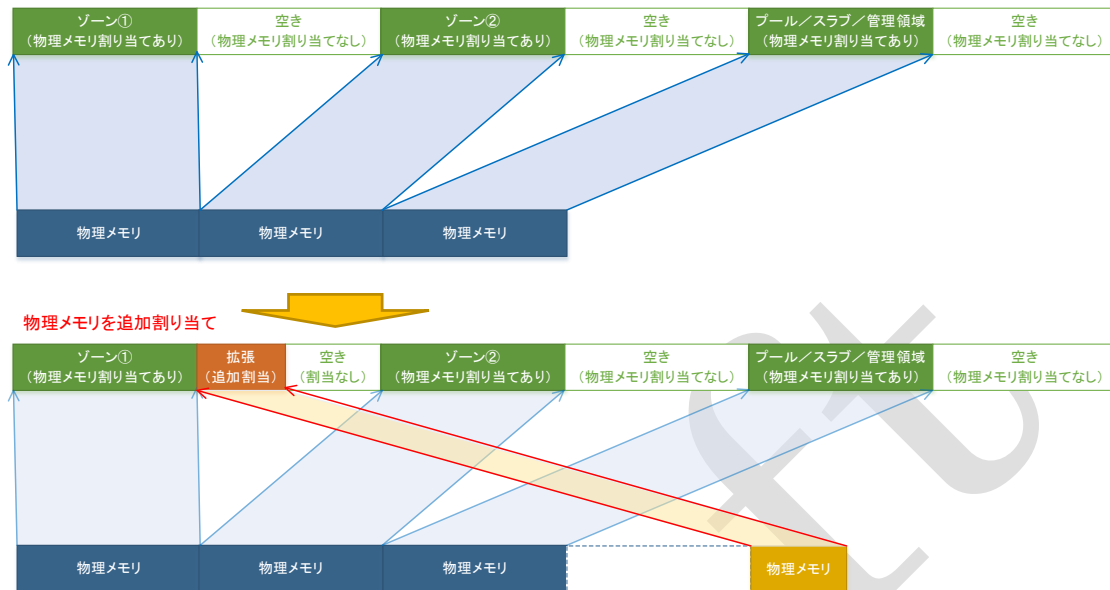 ゾーン①
(物理メモリ割り当てあり)
空き
(物理メモリ割り当てなし)
ゾーン②
(物理メモリ割り当てあり)
空き
(物理メモリ割り当てなし)
プール／スラブ／管理領域
(物理メモリ割り当てあり)
空き
(物理メモリ割り当てなし)
物理メモリ
物理メモリ
物理メモリ
物理メモリを追加割り当て
ゾーン①
(物理メモリ割り当てあり)
拡張
(追加割当)
空き
(割当なし)
ゾーン②
(物理メモリ割り当てあり)
空き
(物理メモリ割り当てなし)
プール／スラブ／管理領域
(物理メモリ割り当てあり)
空き
(物理メモリ割り当てなし)
物理メモリ
物理メモリ
物理メモリ
物理メモリ
ft